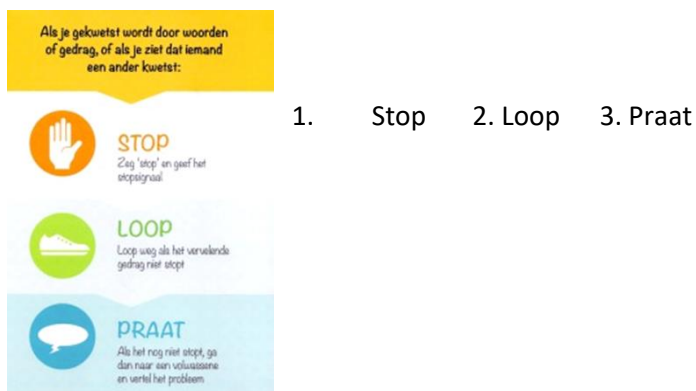 Als je gekwetst wordt door woorden
of gedrag, of als je ziet dat iemand
een ander kwetst:
STOP
Zeg 'stop' en geef het
stopsignaal
LOOP
Loop weg als het vervelende
gedrag niet stopt
PRAAT
Als het nog niet stopt, ga
dan naar een volwassene
en vertel het probleem
1. Stop 2. Loop 3. Praat